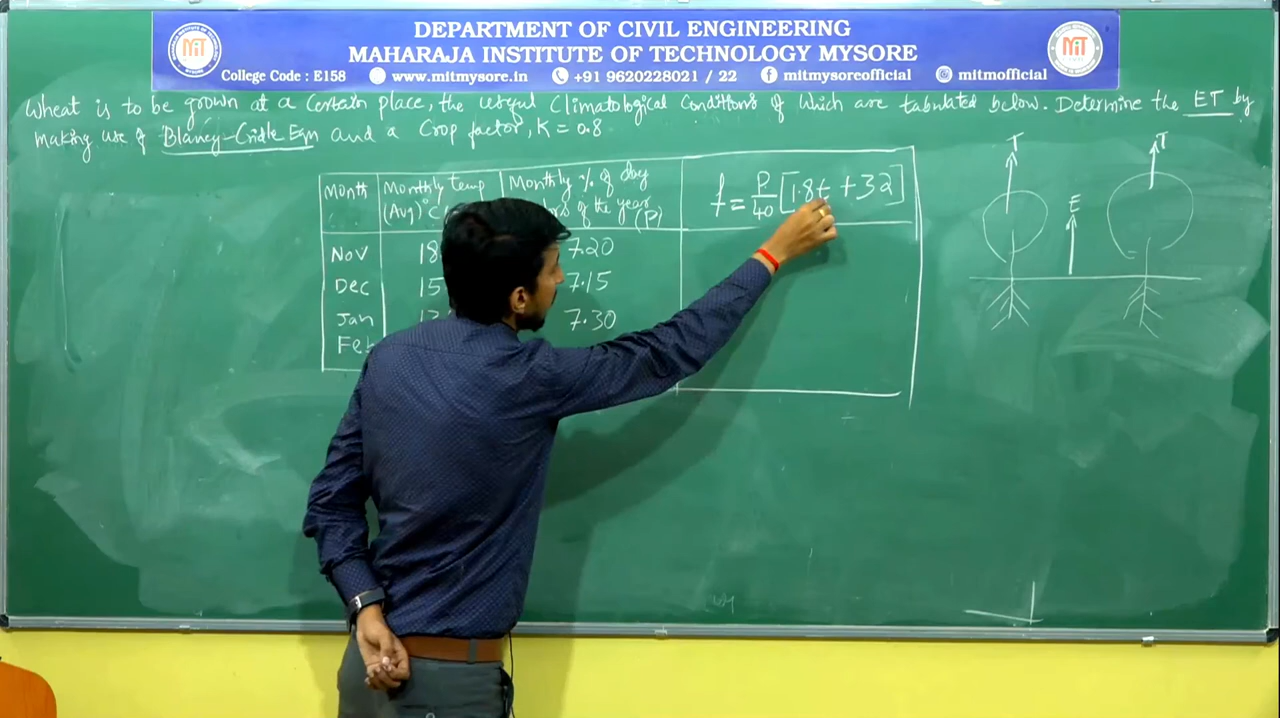 DEPARTMENT OF CIVIL ENGINEERING
MAHARAJA INSTITUTE OF TECHNOLOGY MYSORE
College Code : E158 www.mitmysore.in +91 9620228021 / 22 mitmysoreofficial mitmofficial
MIT
MIT
Wheat is to be grown at a Certain place, the useful Climatological Conditions of which are tabulated below. Determine the ET by
making use of Blaney-Cridle Eqn and a Crop factor, K = 0.8
Month Monthly temp (Avg) °C Monthly % of day of the year (P) f = P/40 [1.8t + 32]
Nov 18 7.20
Dec 15 7.15
Jan 7.30
Feb
T
E
T